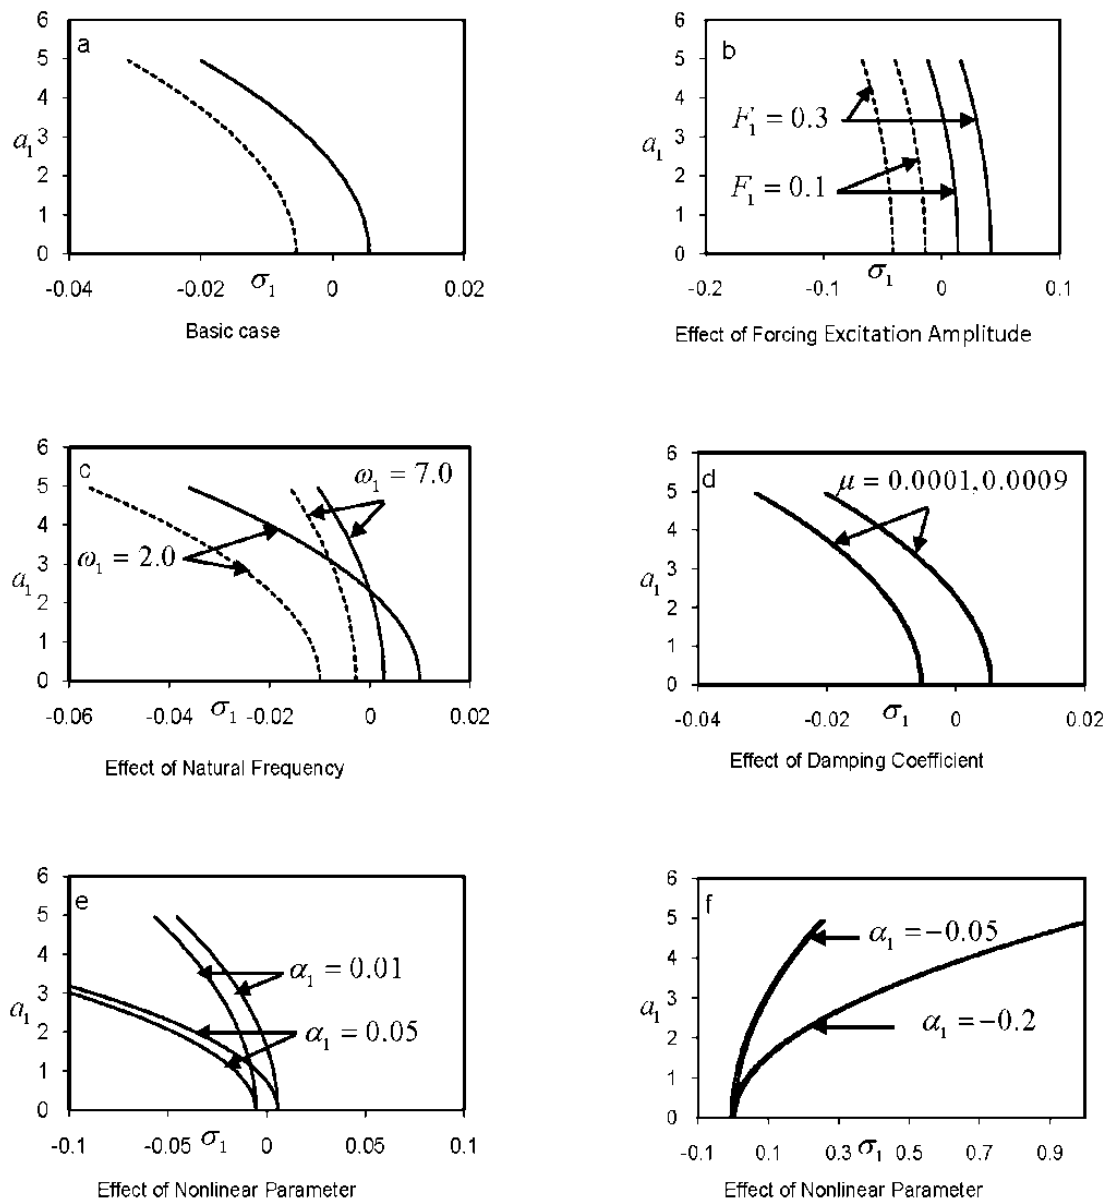 a
6
5
4
3
2
1
0
a₁
-0.04
-0.02
σ₁
0
0.02
Basic case
b
6
5
4
3
2
1
0
a₁
F₁ = 0.3
F₁ = 0.1
-0.2
-0.1
σ₁
0
0.1
Effect of Forcing Excitation Amplitude
c
6
5
4
3
2
1
0
a₁
ω₁ = 7.0
ω₁ = 2.0
-0.06
-0.04
σ₁
-0.02
0
0.02
Effect of Natural Frequency
d
6
5
4
3
2
1
0
a₁
μ = 0.0001,0.0009
-0.04
-0.02
σ₁
0
0.02
Effect of Damping Coefficient
e
6
5
4
3
2
1
0
a₁
α₁ = 0.01
α₁ = 0.05
-0.1
-0.05
σ₁
0
0.05
0.1
Effect of Nonlinear Parameter
f
6
5
4
3
2
1
0
a₁
α₁ = -0.05
α₁ = -0.2
-0.1
0.1
0.3
σ₁
0.5
0.7
0.9
Effect of Nonlinear Parameter